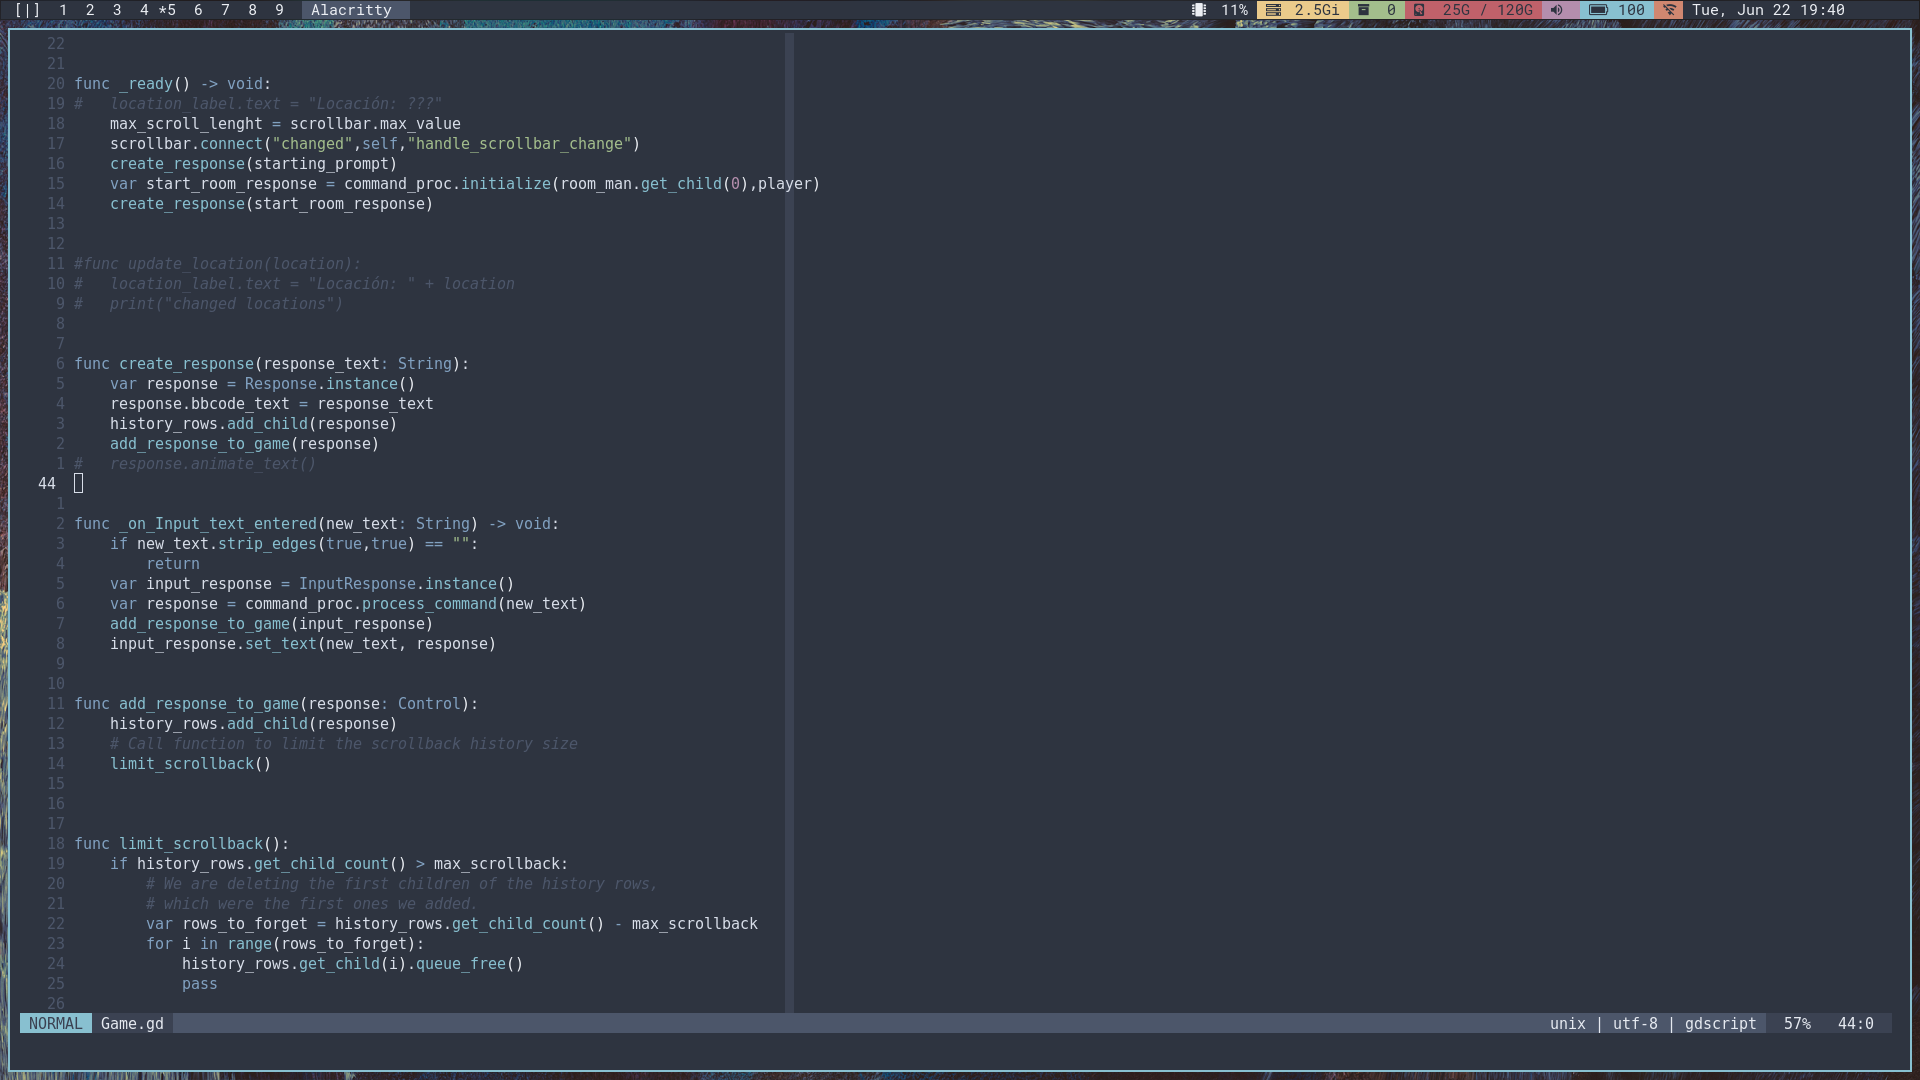 [|] 1 2 3 4 *5 6 7 8 9 Alacritty 11% 2.5Gi 0 25G / 120G 100 Tue, Jun 22 19:40
22
21
20 func _ready() -> void:
19 #   location_label.text = "Locación: ???"
18     max_scroll_lenght = scrollbar.max_value
17     scrollbar.connect("changed",self,"handle_scrollbar_change")
16     create_response(starting_prompt)
15     var start_room_response = command_proc.initialize(room_man.get_child(0),player)
14     create_response(start_room_response)
13
12
11 #func update_location(location):
10 #   location_label.text = "Locación: " + location
9 #   print("changed locations")
8
7
6 func create_response(response_text: String):
5     var response = Response.instance()
4     response.bbcode_text = response_text
3     history_rows.add_child(response)
2     add_response_to_game(response)
1 #   response.animate_text()
44
1
2 func _on_Input_text_entered(new_text: String) -> void:
3     if new_text.strip_edges(true,true) == "":
4         return
5     var input_response = InputResponse.instance()
6     var response = command_proc.process_command(new_text)
7     add_response_to_game(input_response)
8     input_response.set_text(new_text, response)
9
10
11 func add_response_to_game(response: Control):
12     history_rows.add_child(response)
13     # Call function to limit the scrollback history size
14     limit_scrollback()
15
16
17
18 func limit_scrollback():
19     if history_rows.get_child_count() > max_scrollback:
20         # We are deleting the first children of the history rows,
21         # which were the first ones we added.
22         var rows_to_forget = history_rows.get_child_count() - max_scrollback
23         for i in range(rows_to_forget):
24             history_rows.get_child(i).queue_free()
25             pass
26
NORMAL Game.gd unix | utf-8 | gdscript 57% 44:0